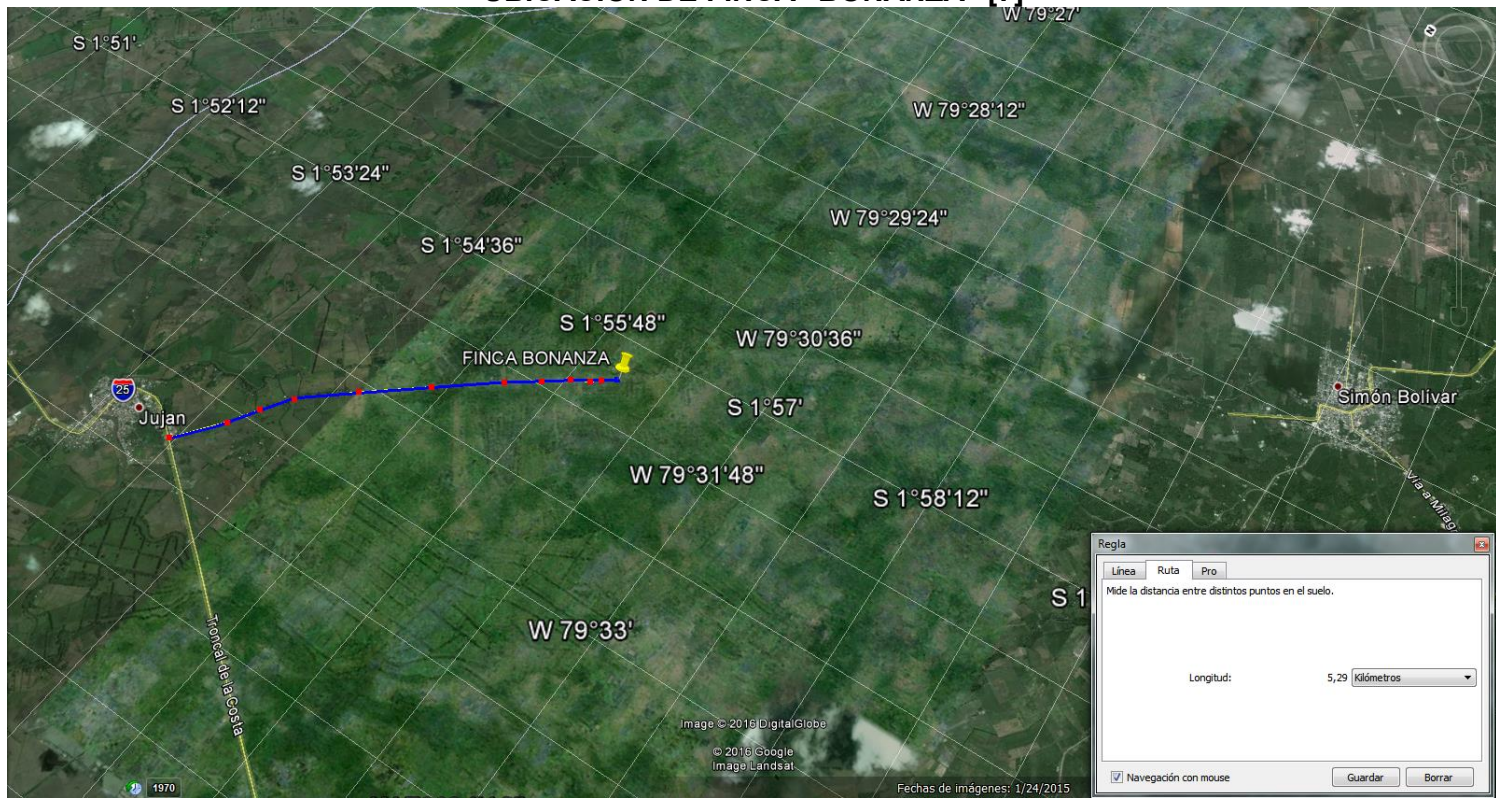 W 79°27'
S 1°51'
S 1°52'12"
W 79°28'12"
S 1°53'24"
W 79°29'24"
S 1°54'36"
S 1°55'48"
W 79°30'36"
FINCA BONANZA
25
Jujan
Simón Bolívar
S 1°57'
W 79°31'48"
S 1°58'12"
Vía a Milag
S 1
W 79°33'
Troncal de la Costa
Regla
Línea
Ruta
Pro
Mide la distancia entre distintos puntos en el suelo.
Longitud: 5,29 Kilómetros
Navegación con mouse
Guardar
Borrar
Image © 2016 DigitalGlobe
© 2016 Google
Image Landsat
1970
Fechas de imágenes: 1/24/2015
N